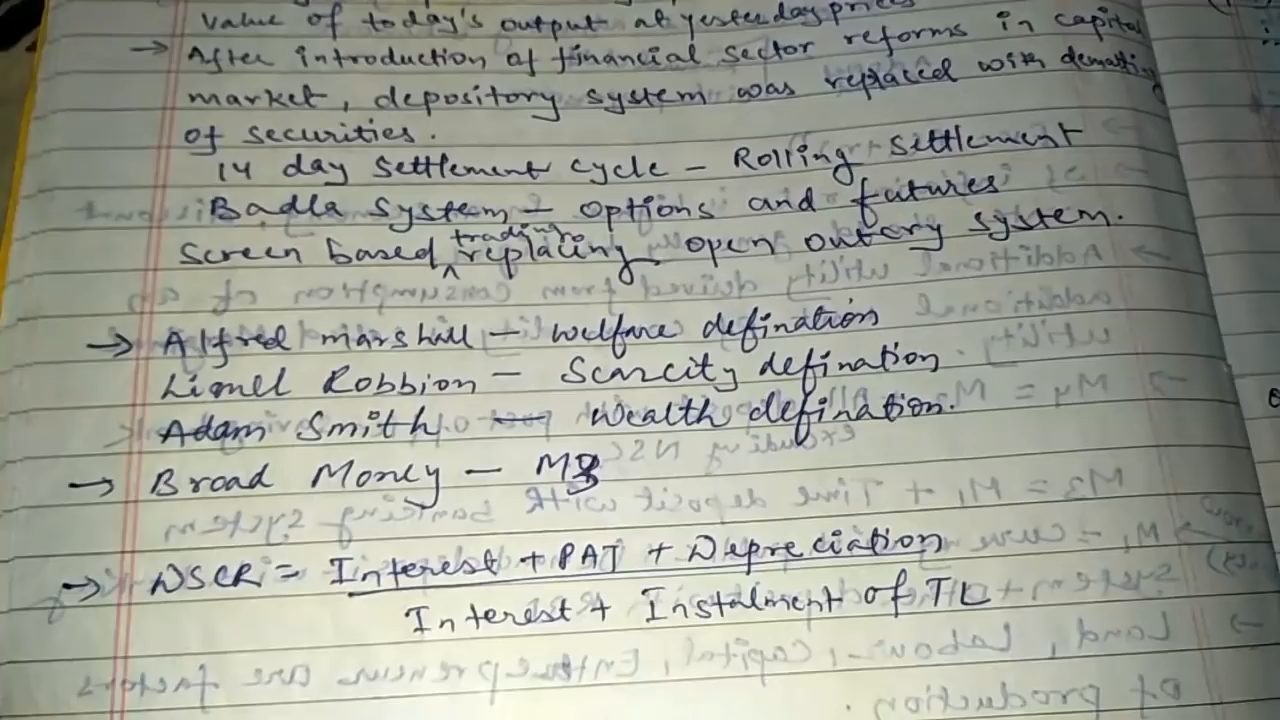 value of today's output at yesterday
→ After introduction of financial sector reforms in capital
market, depository system was replaced with
of securities.
14 day settlement cycle - Rolling settlement
Badla system - options and futures
screen based trading replacing open outcry system.
→ Alfred marshall - welfare defination
Lionel Robbion - Scarcity defination
Adam Smith - wealth defination.
→ Broad Money - M3
→ DSCR = Interest + PAT + Depreciation
Interest + Instalment of TL